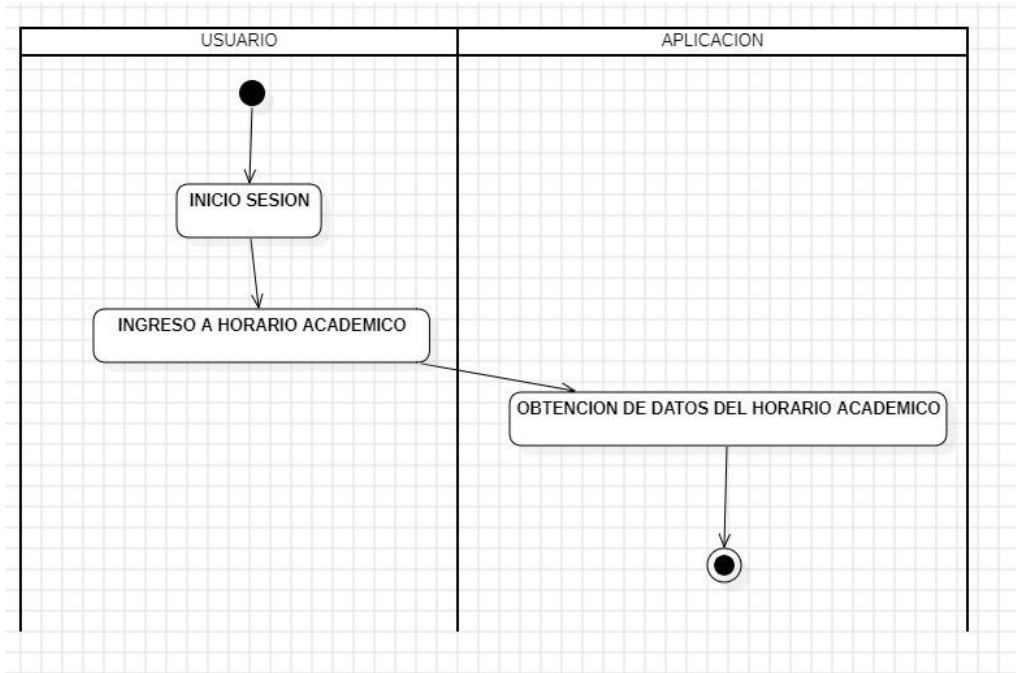 USUARIO
APLICACION
INICIO SESION
INGRESO A HORARIO ACADEMICO
OBTENCION DE DATOS DEL HORARIO ACADEMICO